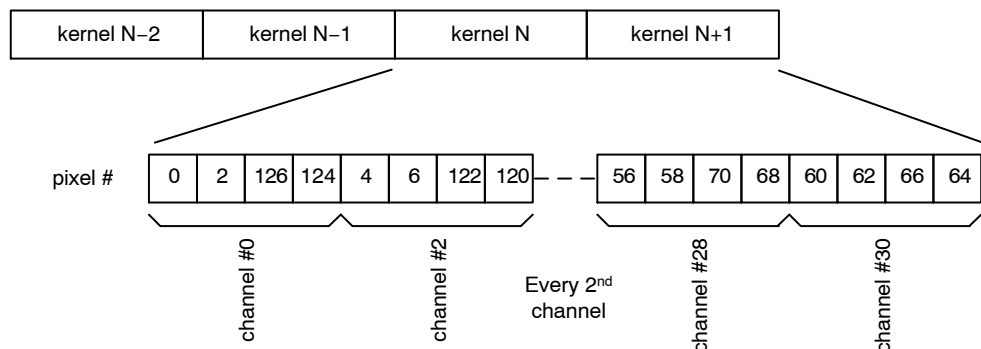 kernel N−2 kernel N−1 kernel N kernel N+1
pixel # 0 2 126 124 4 6 122 120 56 58 70 68 60 62 66 64
channel #0
channel #2
Every 2nd
channel
channel #28
channel #30